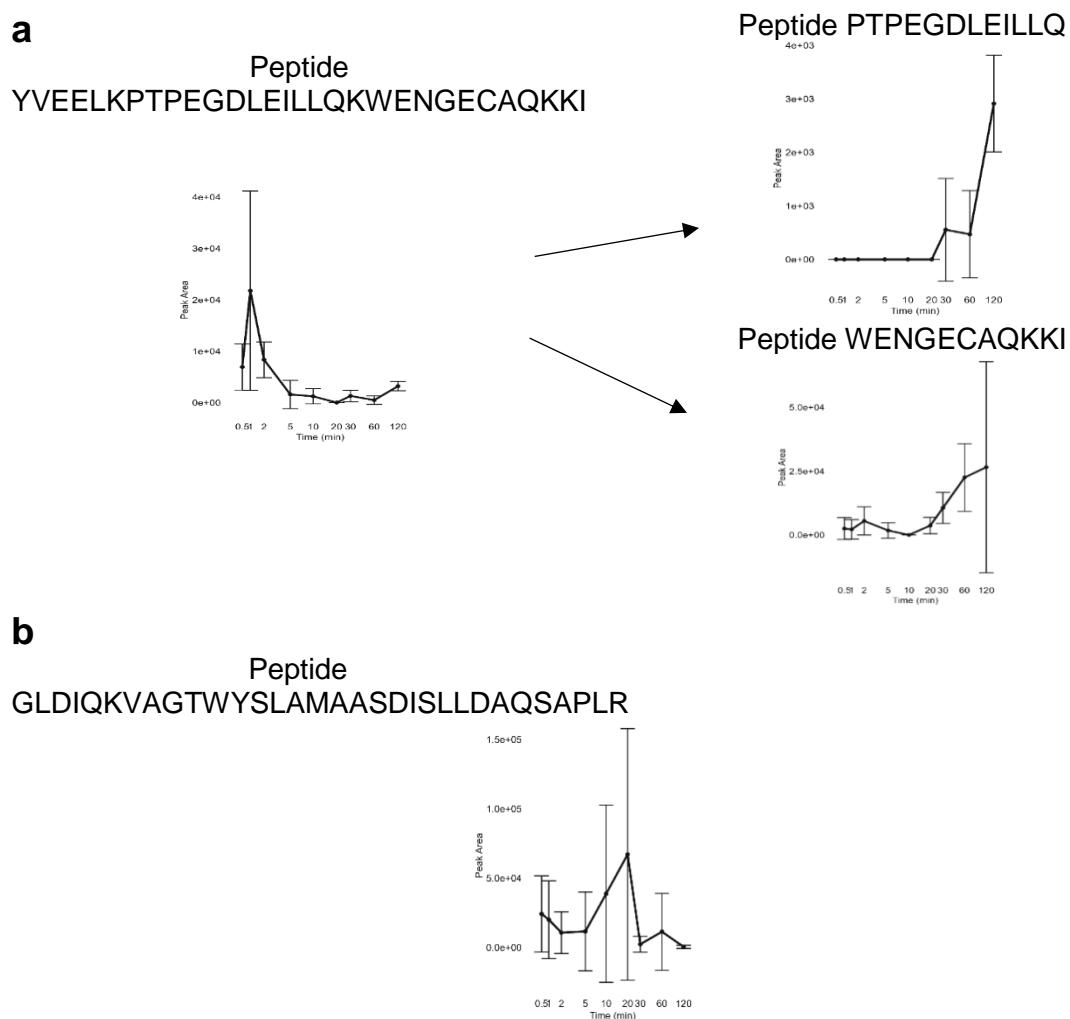 a
Peptide
YVEELKPTPEGDLEILLQKWENGECAQKKI
4e+04
3e+04
2e+04
1e+04
0e+00
Peak Area
0.51 2 5 10 20 30 60 120
Time (min)
Peptide PTPEGDLEILLQ
4e+03
3e+03
2e+03
1e+03
0e+00
Peak Area
0.51 2 5 10 20 30 60 120
Time (min)
Peptide WENGECAQKKI
5.0e+04
2.5e+04
0.0e+00
Peak Area
0.51 2 5 10 20 30 60 120
Time (min)
b
Peptide
GLDIQKVAGTWYSLAMAASDISLLDAQSAPLR
1.5e+05
1.0e+05
5.0e+04
0.0e+00
Peak Area
0.51 2 5 10 20 30 60 120
Time (min)